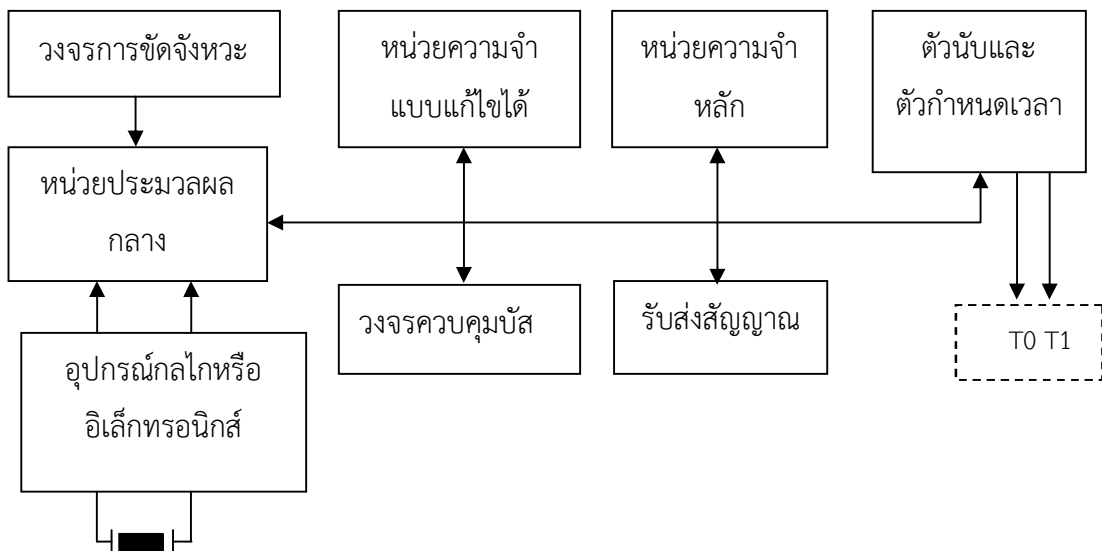 วงจรการขัดจังหวะ
หน่วยความจำ
แบบแก้ไขได้
หน่วยความจำ
หลัก
ตัวนับและ
ตัวกำหนดเวลา
หน่วยประมวลผล
กลาง
วงจรควบคุมบัส
รับส่งสัญญาณ
T0 T1
อุปกรณ์กลไกหรือ
อิเล็กทรอนิกส์